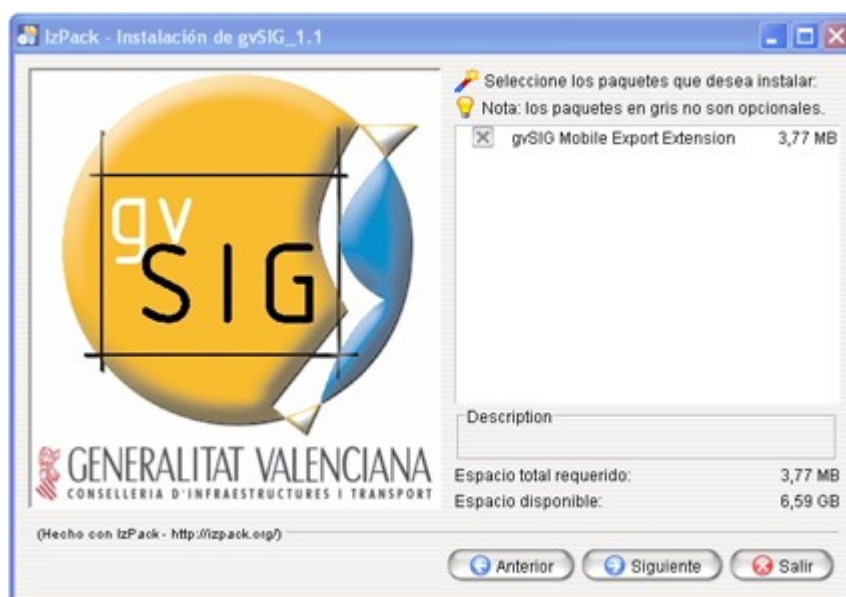 IzPack - Instalación de gvSIG_1.1
gv
SIG
GENERALITAT VALENCIANA
CONSELLERIA D'INFRAESTRUCTURES I TRANSPORT
Seleccione los paquetes que desea instalar:
Nota: los paquetes en gris no son opcionales.
gvSIG Mobile Export Extension 3,77 MB
Description
Espacio total requerido: 3,77 MB
Espacio disponible: 6,59 GB
(Hecho con IzPack - http://izpack.org/)
Anterior Siguiente Salir